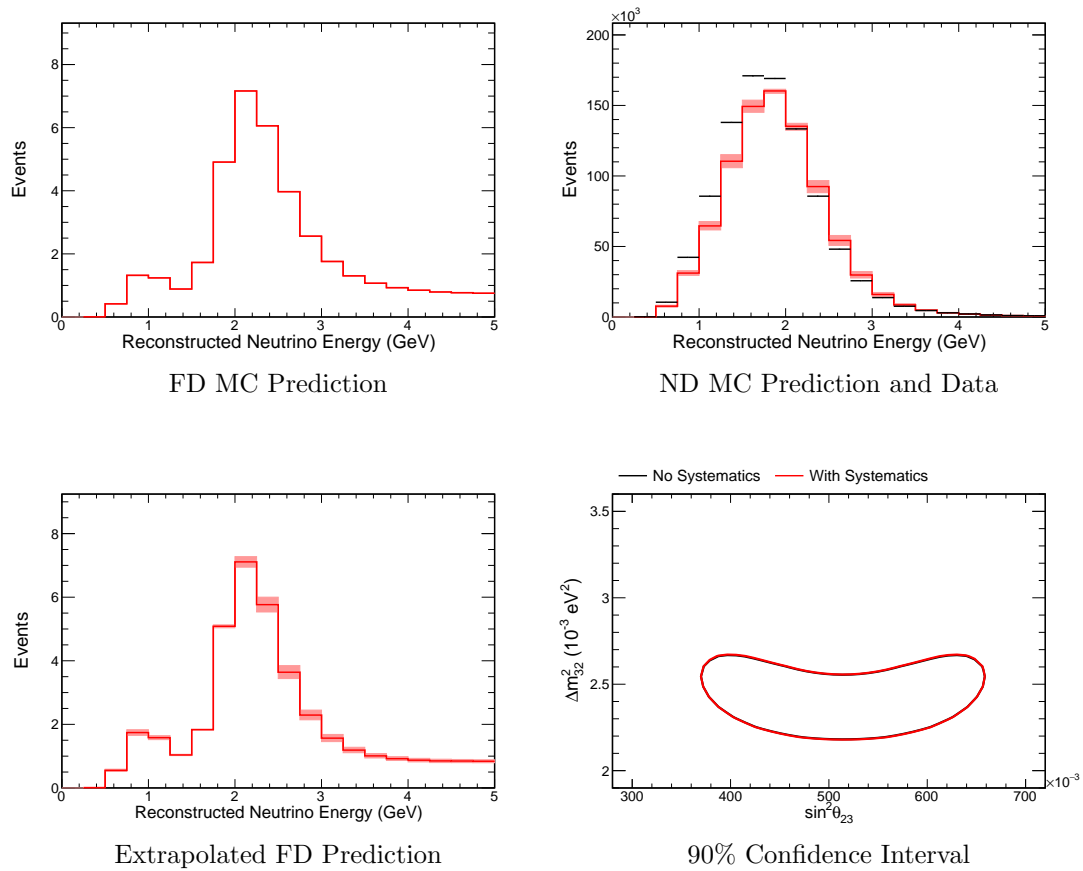 Events
8
6
4
2
0
0 1 2 3 4 5
Reconstructed Neutrino Energy (GeV)
FD MC Prediction
×10³
Events
200
150
100
50
0
0 1 2 3 4 5
Reconstructed Neutrino Energy (GeV)
ND MC Prediction and Data
Events
8
6
4
2
0
0 1 2 3 4 5
Reconstructed Neutrino Energy (GeV)
Extrapolated FD Prediction
No Systematics With Systematics
Δm²₃₂ (10⁻³ eV²)
3.5
3
2.5
2
300 400 500 600 700
×10⁻³
sin²θ₂₃
90% Confidence Interval